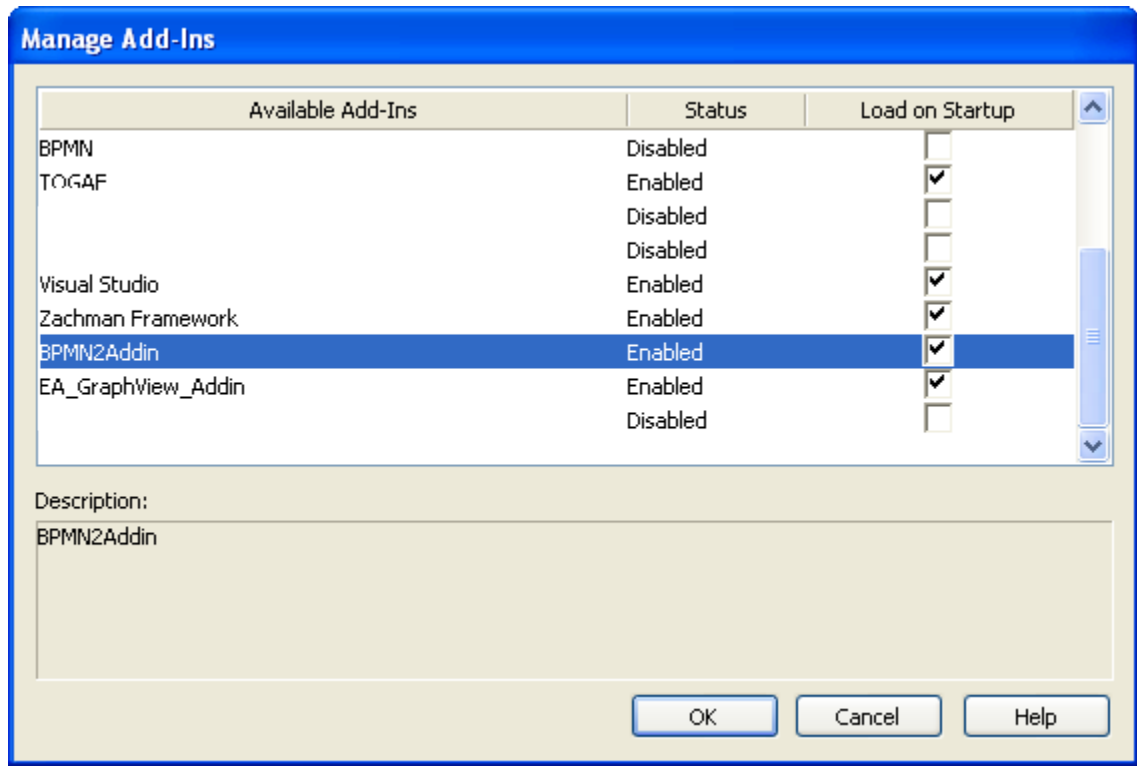 Manage Add-Ins
Available Add-Ins Status Load on Startup
BPMN Disabled
TOGAF Enabled
Disabled
Disabled
Visual Studio Enabled
Zachman Framework Enabled
BPMN2Addin Enabled
EA_GraphView_Addin Enabled
Disabled
Description:
BPMN2Addin
OK Cancel Help